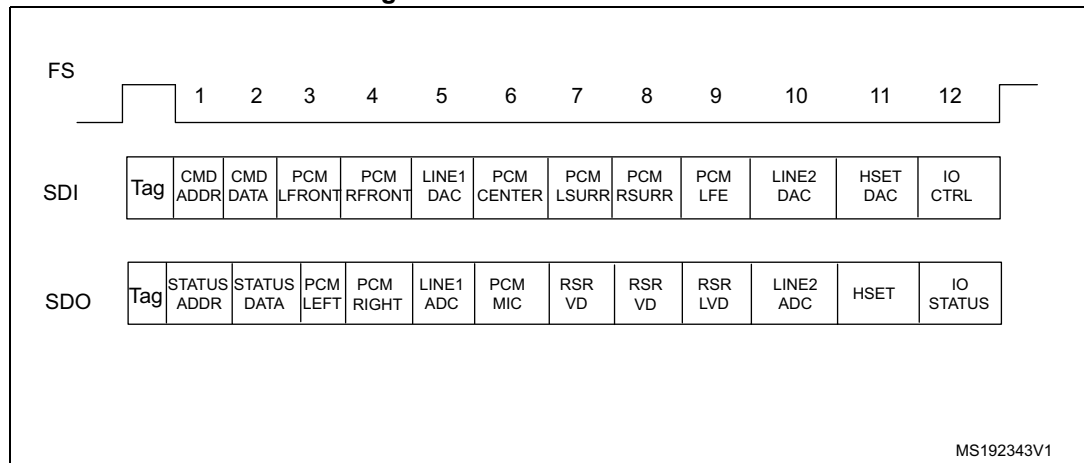 FS
1 2 3 4 5 6 7 8 9 10 11 12
SDI
Tag CMD ADDR CMD DATA PCM LFRONT PCM RFRONT LINE1 DAC PCM CENTER PCM LSURR PCM RSURR PCM LFE LINE2 DAC HSET DAC IO CTRL
SDO
Tag STATUS ADDR STATUS DATA PCM LEFT PCM RIGHT LINE1 ADC PCM MIC RSR VD RSR VD RSR LVD LINE2 ADC HSET IO STATUS
MS192343V1